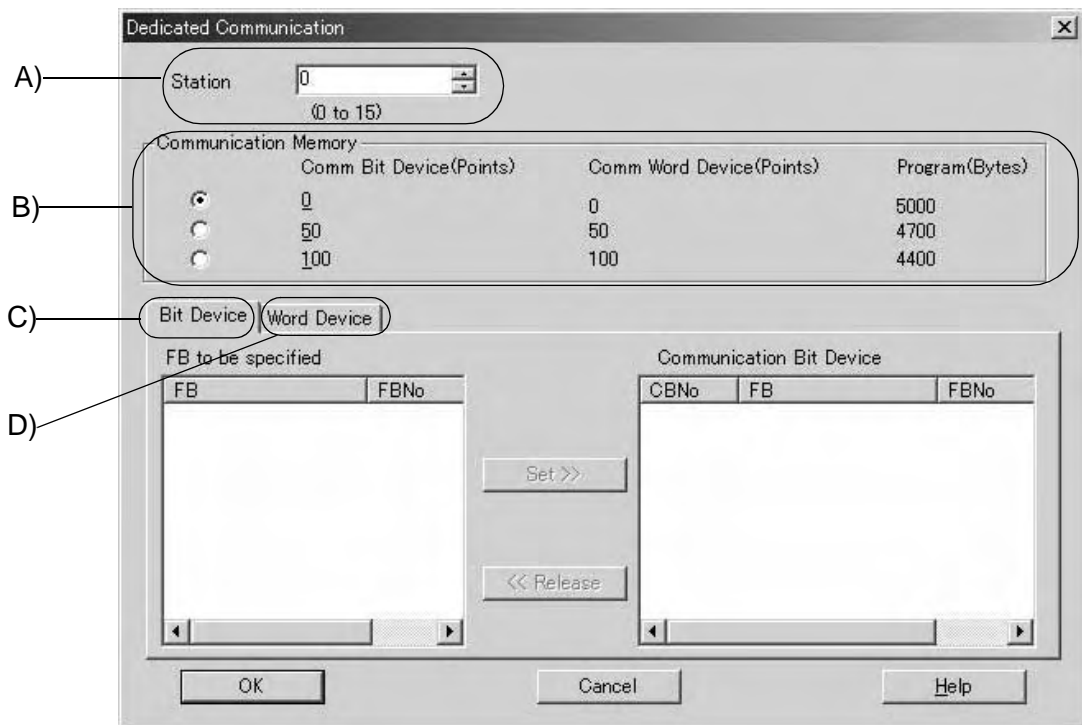 Dedicated Communication
A)
Station 0
(0 to 15)
Communication Memory
Comm Bit Device(Points) Comm Word Device(Points) Program(Bytes)
B)
0 0 5000
50 50 4700
100 100 4400
C)
Bit Device Word Device
FB to be specified Communication Bit Device
FB FBNo CBNo FB FBNo
D)
Set >>
<< Release
OK Cancel Help